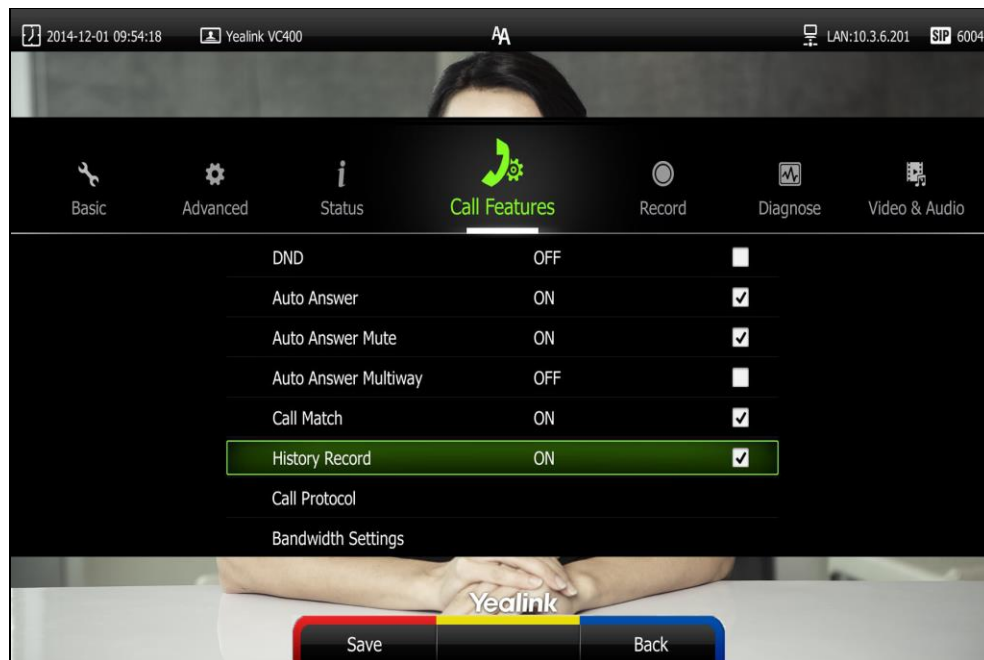 2014-12-01 09:54:18 Yealink VC400 AA LAN:10.3.6.201 SIP 6004
Basic Advanced Status Call Features Record Diagnose Video & Audio
DND OFF
Auto Answer ON
Auto Answer Mute ON
Auto Answer Multiway OFF
Call Match ON
History Record ON
Call Protocol
Bandwidth Settings
Yealink
Save Back